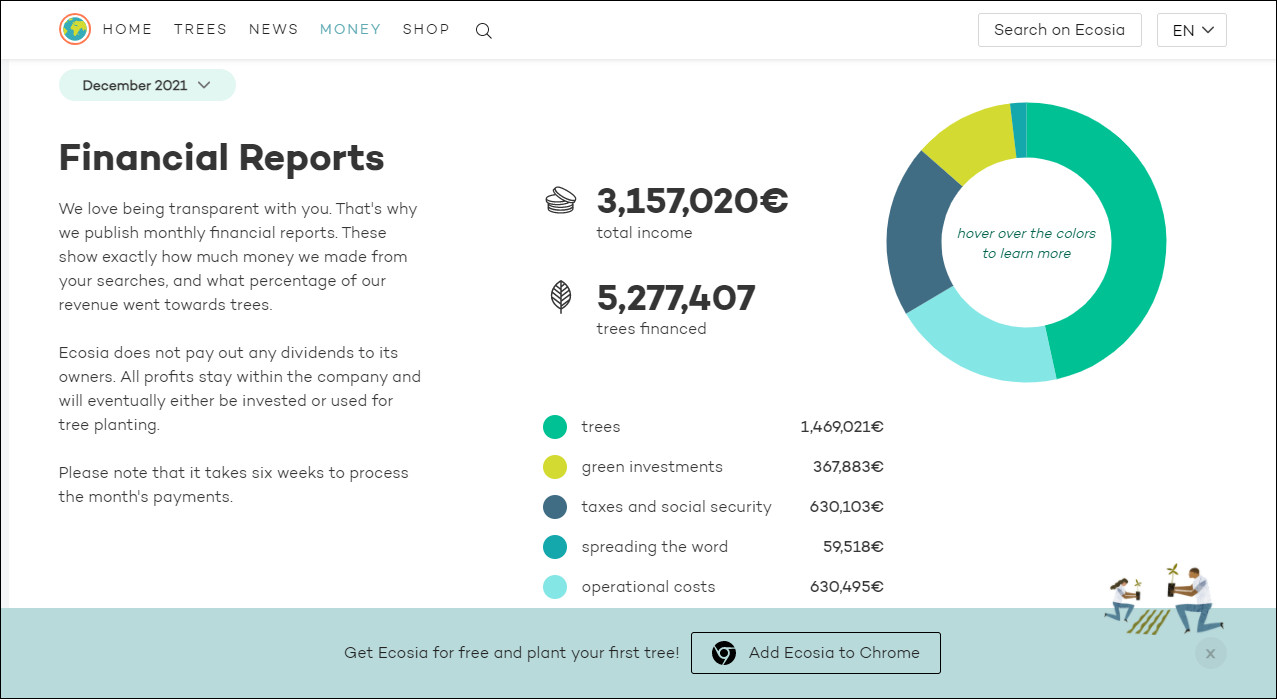 HOME TREES NEWS MONEY SHOP
Search on Ecosia
EN
December 2021
Financial Reports
We love being transparent with you. That's why
we publish monthly financial reports. These
show exactly how much money we made from
your searches, and what percentage of our
revenue went towards trees.
Ecosia does not pay out any dividends to its
owners. All profits stay within the company and
will eventually either be invested or used for
tree planting.
Please note that it takes six weeks to process
the month's payments.
3,157,020€
total income
5,277,407
trees financed
hover over the colors
to learn more
trees 1,469,021€
green investments 367,883€
taxes and social security 630,103€
spreading the word 59,518€
operational costs 630,495€
Get Ecosia for free and plant your first tree!
Add Ecosia to Chrome
x